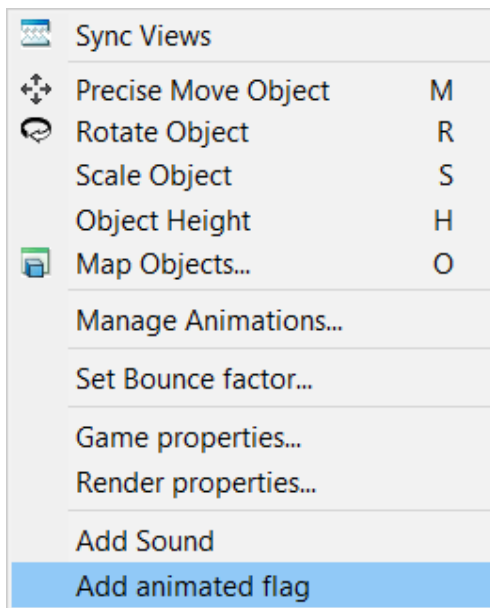 Sync Views
Precise Move Object M
Rotate Object R
Scale Object S
Object Height H
Map Objects... O
Manage Animations...
Set Bounce factor...
Game properties...
Render properties...
Add Sound
Add animated flag